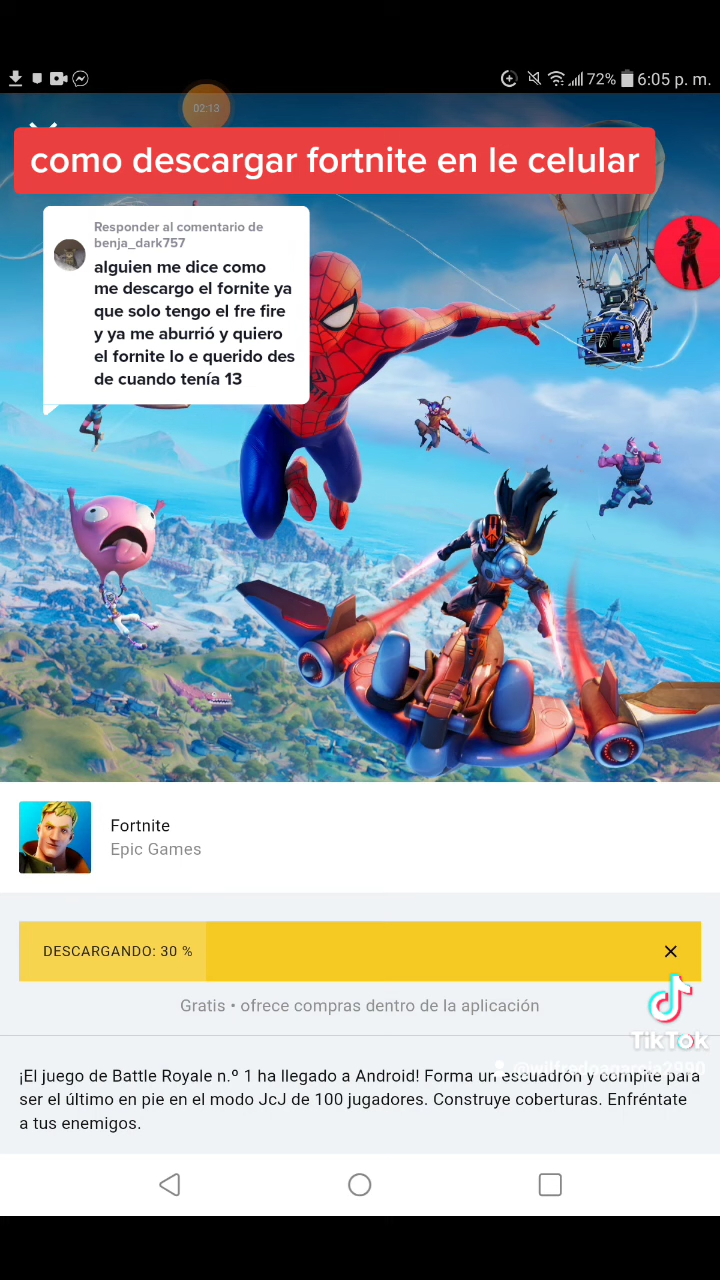 72% 6:05 p. m.
02:13
como descargar fortnite en le celular
Responder al comentario de
benja_dark757
alguien me dice como
me descargo el fornite ya
que solo tengo el fre fire
y ya me aburrió y quiero
el fornite lo e querido des
de cuando tenía 13
Fortnite
Epic Games
DESCARGANDO: 30 %
Gratis • ofrece compras dentro de la aplicación
TikTok
¡El juego de Battle Royale n.º 1 ha llegado a Android! Forma un escuadrón y compite para
ser el último en pie en el modo JcJ de 100 jugadores. Construye coberturas. Enfréntate
a tus enemigos.